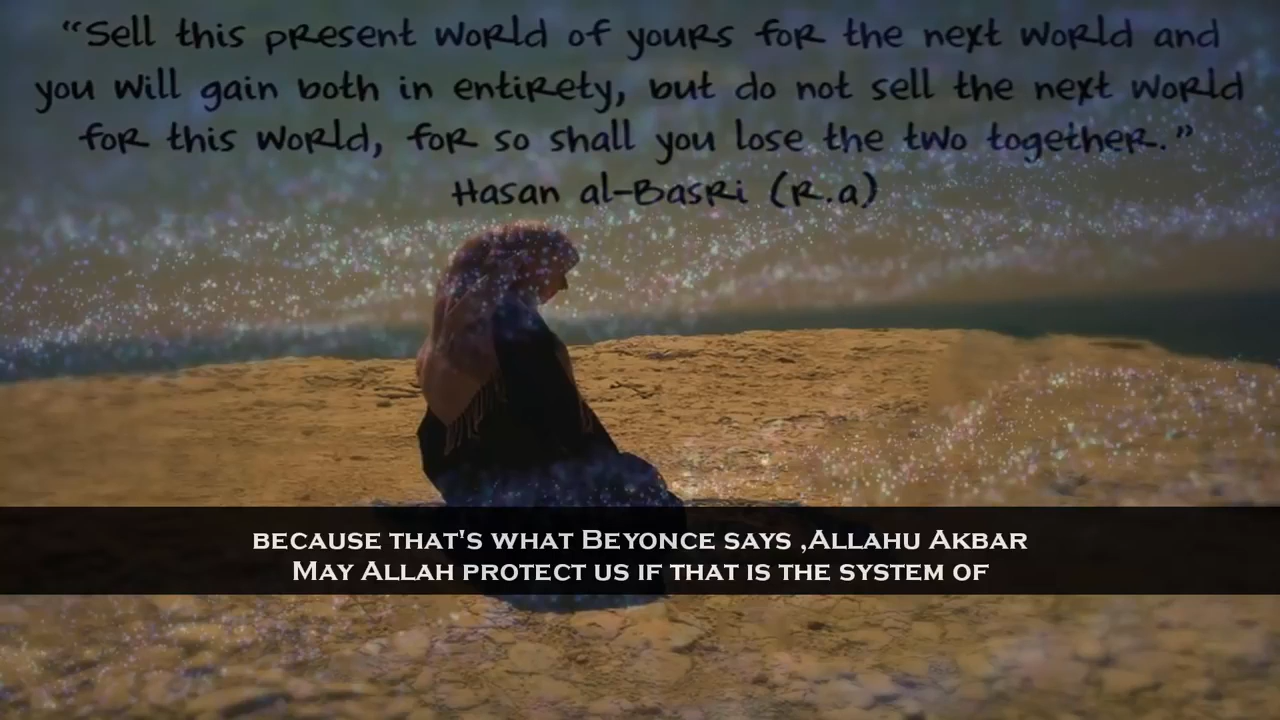 “Sell this present world of yours for the next world and
you will gain both in entirety, but do not sell the next world
for this world, for so shall you lose the two together.”
Hasan al-Basri (R.a)
because that's what Beyonce says ,Allahu Akbar
May Allah protect us if that is the system of